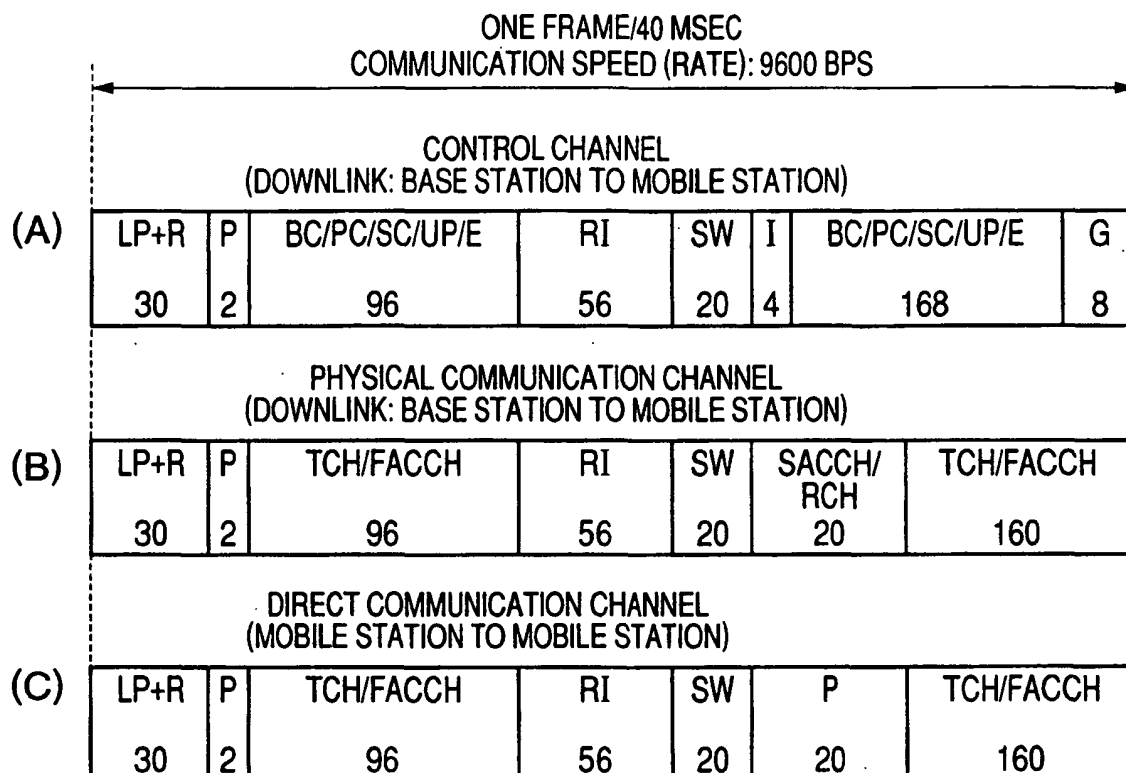 ONE FRAME/40 MSEC
COMMUNICATION SPEED (RATE): 9600 BPS
CONTROL CHANNEL
(DOWNLINK: BASE STATION TO MOBILE STATION)
(A)
LP+R P BC/PC/SC/UP/E RI SW I BC/PC/SC/UP/E G
30 2 96 56 20 4 168 8
PHYSICAL COMMUNICATION CHANNEL
(DOWNLINK: BASE STATION TO MOBILE STATION)
(B)
LP+R P TCH/FACCH RI SW SACCH/ TCH/FACCH
RCH
30 2 96 56 20 20 160
DIRECT COMMUNICATION CHANNEL
(MOBILE STATION TO MOBILE STATION)
(C)
LP+R P TCH/FACCH RI SW P TCH/FACCH
30 2 96 56 20 20 160